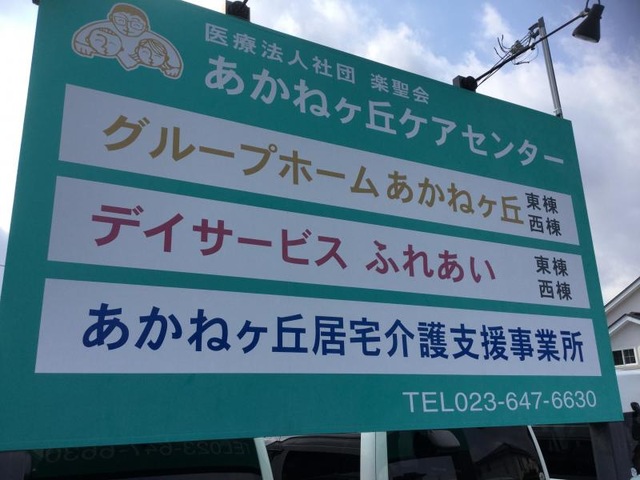 医療法人社団 楽聖会
あかねヶ丘ケアセンター
グループホームあかねヶ丘 東棟
西棟
デイサービス ふれあい 東棟
西棟
あかねヶ丘居宅介護支援事業所
TEL023-647-6630